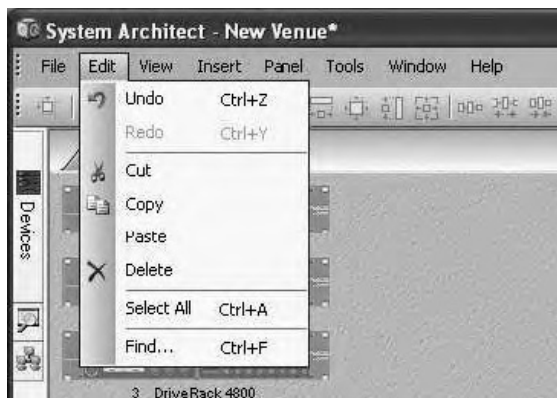 System Architect - New Venue*
File Edit View Insert Panel Tools Window Help
Undo Ctrl+Z
Redo Ctrl+Y
Cut
Copy
Paste
Delete
Select All Ctrl+A
Find... Ctrl+F
Devices
3 DriveRack 4800